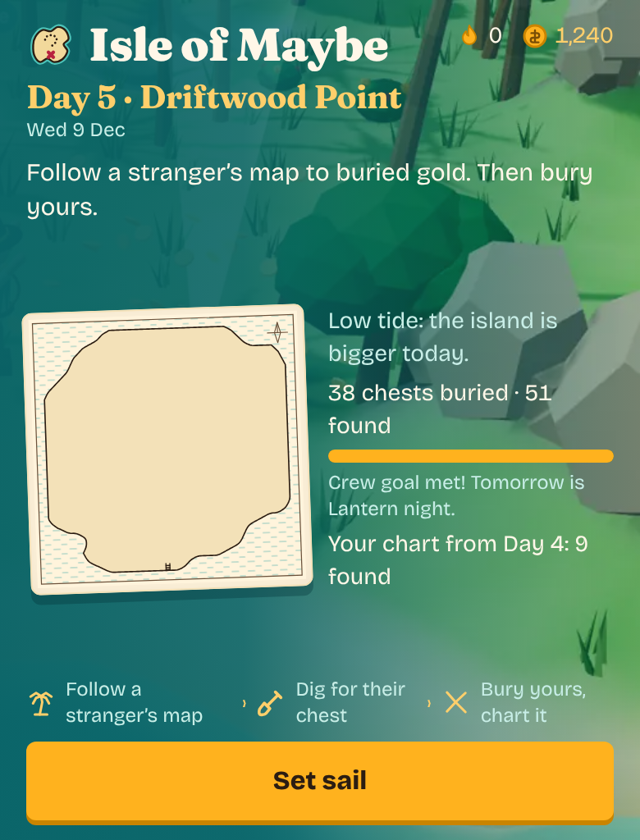 Isle of Maybe
0
1,240
Day 5 · Driftwood Point
Wed 9 Dec
Follow a stranger’s map to buried gold. Then bury
yours.
Low tide: the island is
bigger today.
38 chests buried · 51
found
Crew goal met! Tomorrow is
Lantern night.
Your chart from Day 4: 9
found
Follow a
stranger’s map
Dig for their
chest
Bury yours,
chart it
Set sail